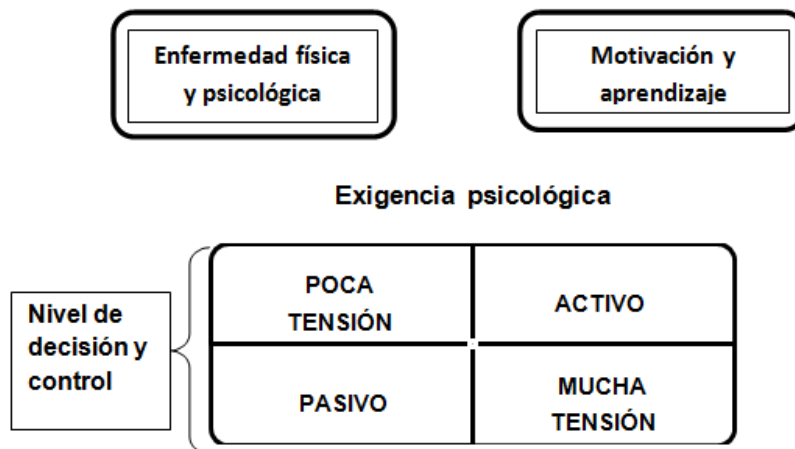 Enfermedad física
y psicológica
Motivación y
aprendizaje
Exigencia psicológica
Nivel de
decisión y
control
POCA
TENSIÓN
ACTIVO
PASIVO
MUCHA
TENSIÓN